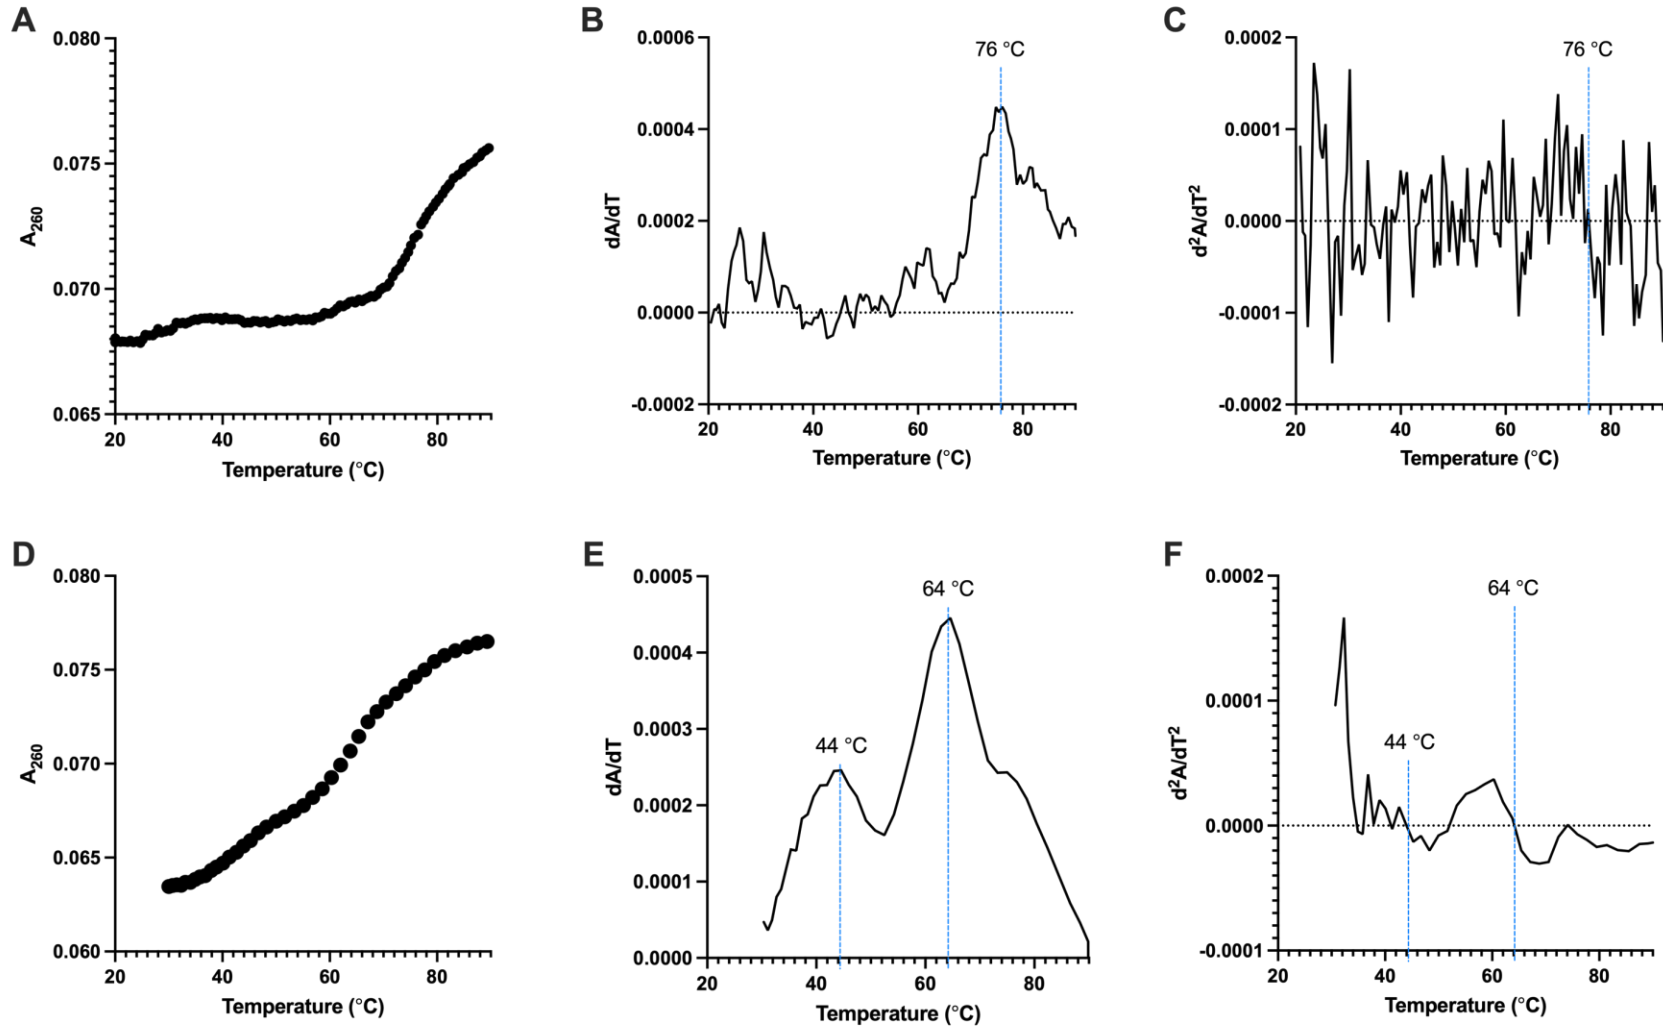 A
0.080
0.075
0.070
0.065
A260
20
40
60
80
Temperature (°C)
B
0.0006
0.0004
0.0002
0.0000
-0.0002
dA/dT
76 °C
20
40
60
80
Temperature (°C)
C
0.0002
0.0001
0.0000
-0.0001
-0.0002
d²A/dT²
76 °C
20
40
60
80
Temperature (°C)
D
0.080
0.075
0.070
0.065
0.060
A260
20
40
60
80
Temperature (°C)
E
0.0005
0.0004
0.0003
0.0002
0.0001
0.0000
dA/dT
64 °C
44 °C
20
40
60
80
Temperature (°C)
F
0.0002
0.0001
0.0000
-0.0001
d²A/dT²
64 °C
44 °C
20
40
60
80
Temperature (°C)